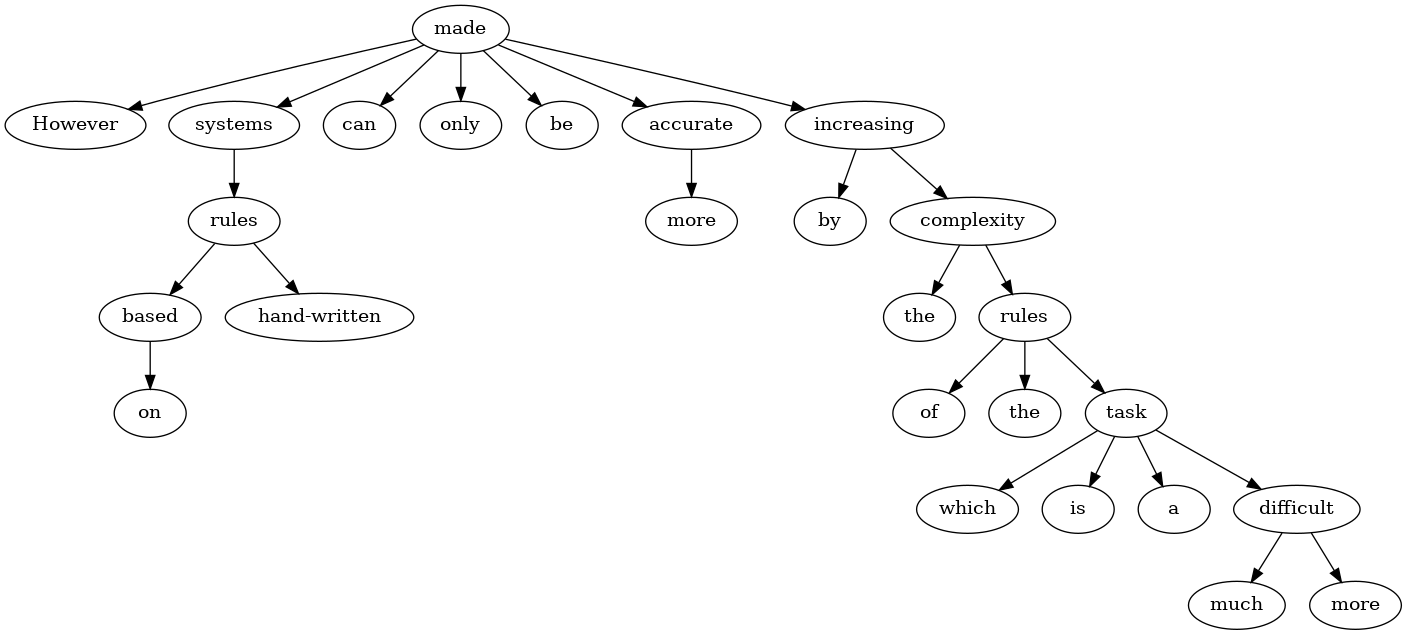 made
However systems can only be accurate increasing
rules more by complexity
based hand-written the rules
on of the task
which is a difficult
much more